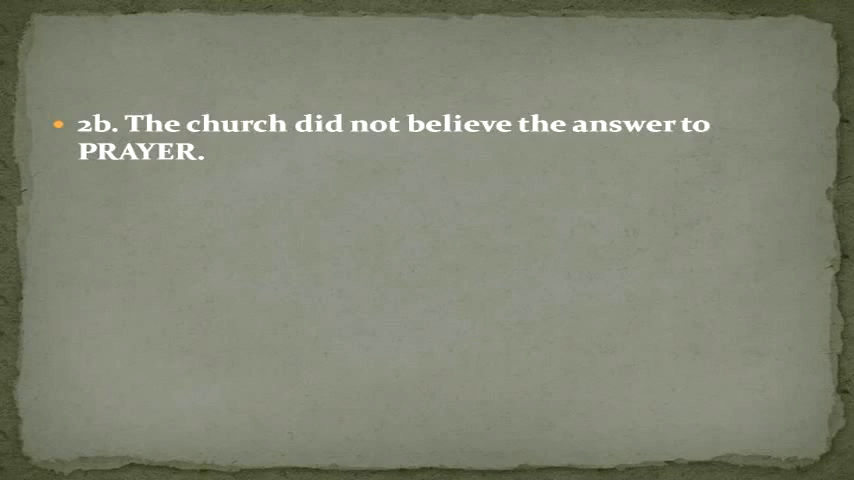 • 2b. The church did not believe the answer to
PRAYER.